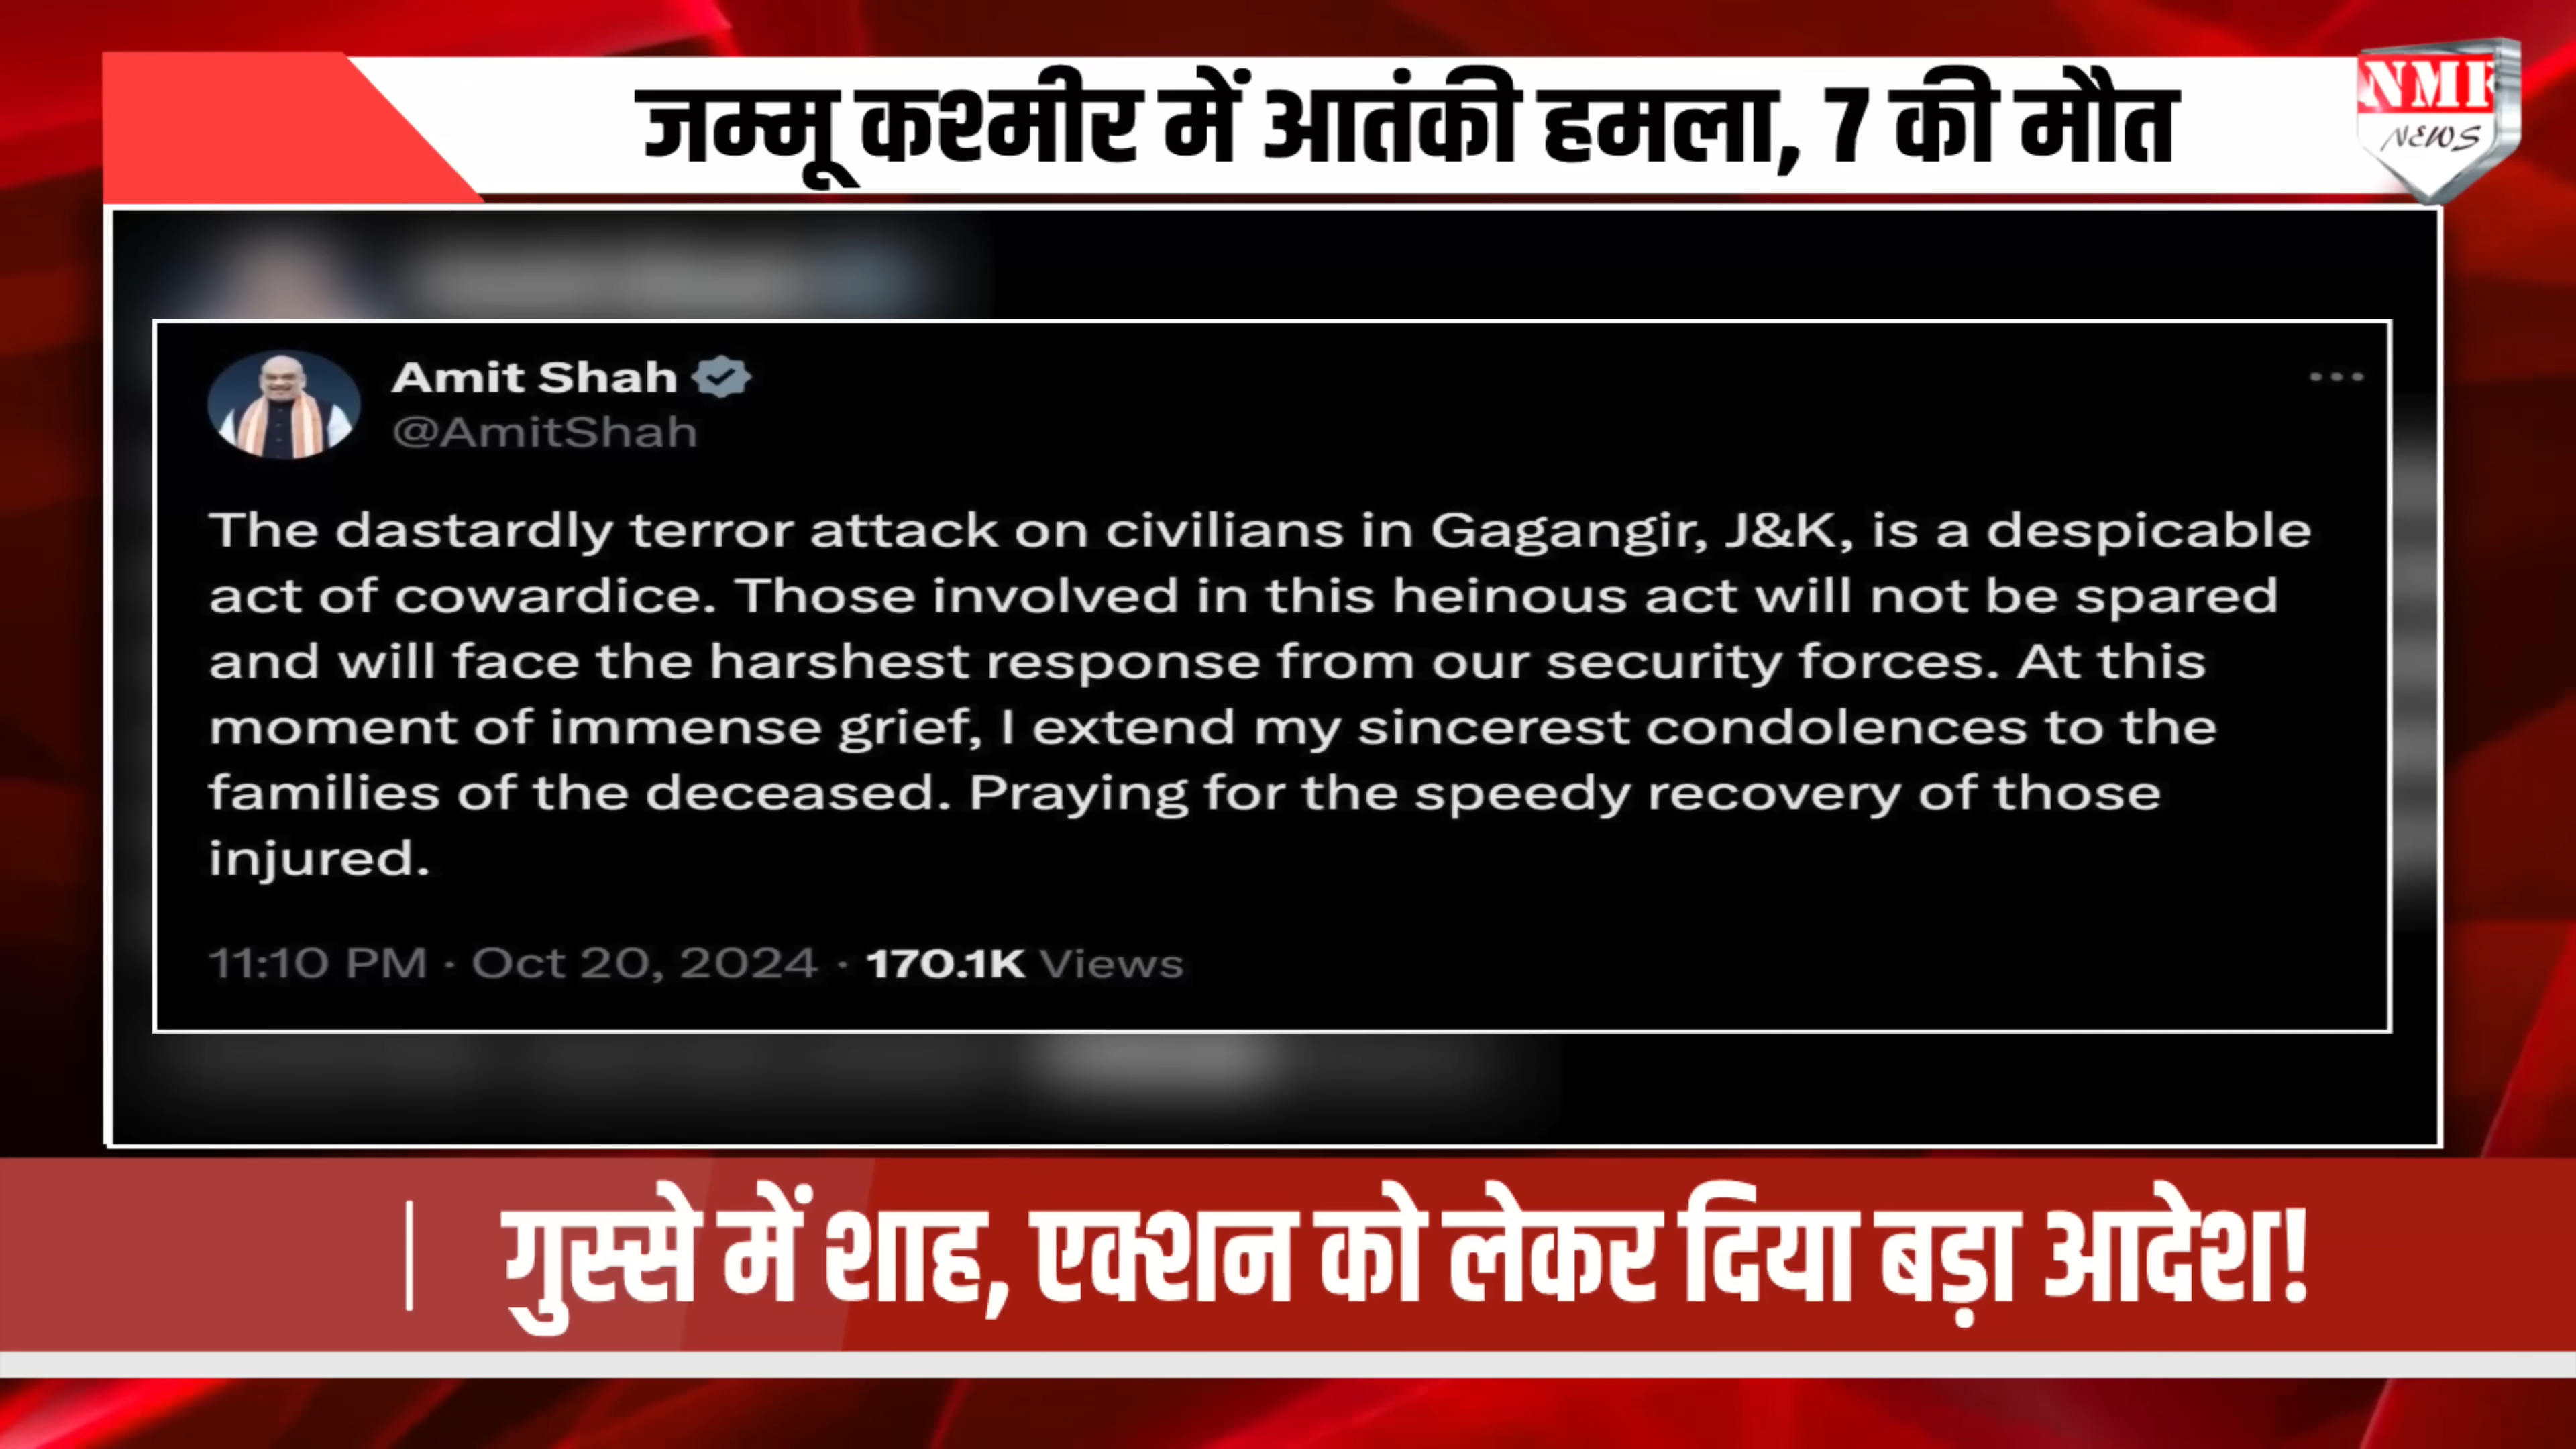 जम्मू कश्मीर में आतंकी हमला, 7 की मौत
NMF
NEWS
Amit Shah
@AmitShah
The dastardly terror attack on civilians in Gagangir, J&K, is a despicable
act of cowardice. Those involved in this heinous act will not be spared
and will face the harshest response from our security forces. At this
moment of immense grief, I extend my sincerest condolences to the
families of the deceased. Praying for the speedy recovery of those
injured.
11:10 PM · Oct 20, 2024 · 170.1K Views
गुस्से में शाह, एक्शन को लेकर दिया बड़ा आदेश!